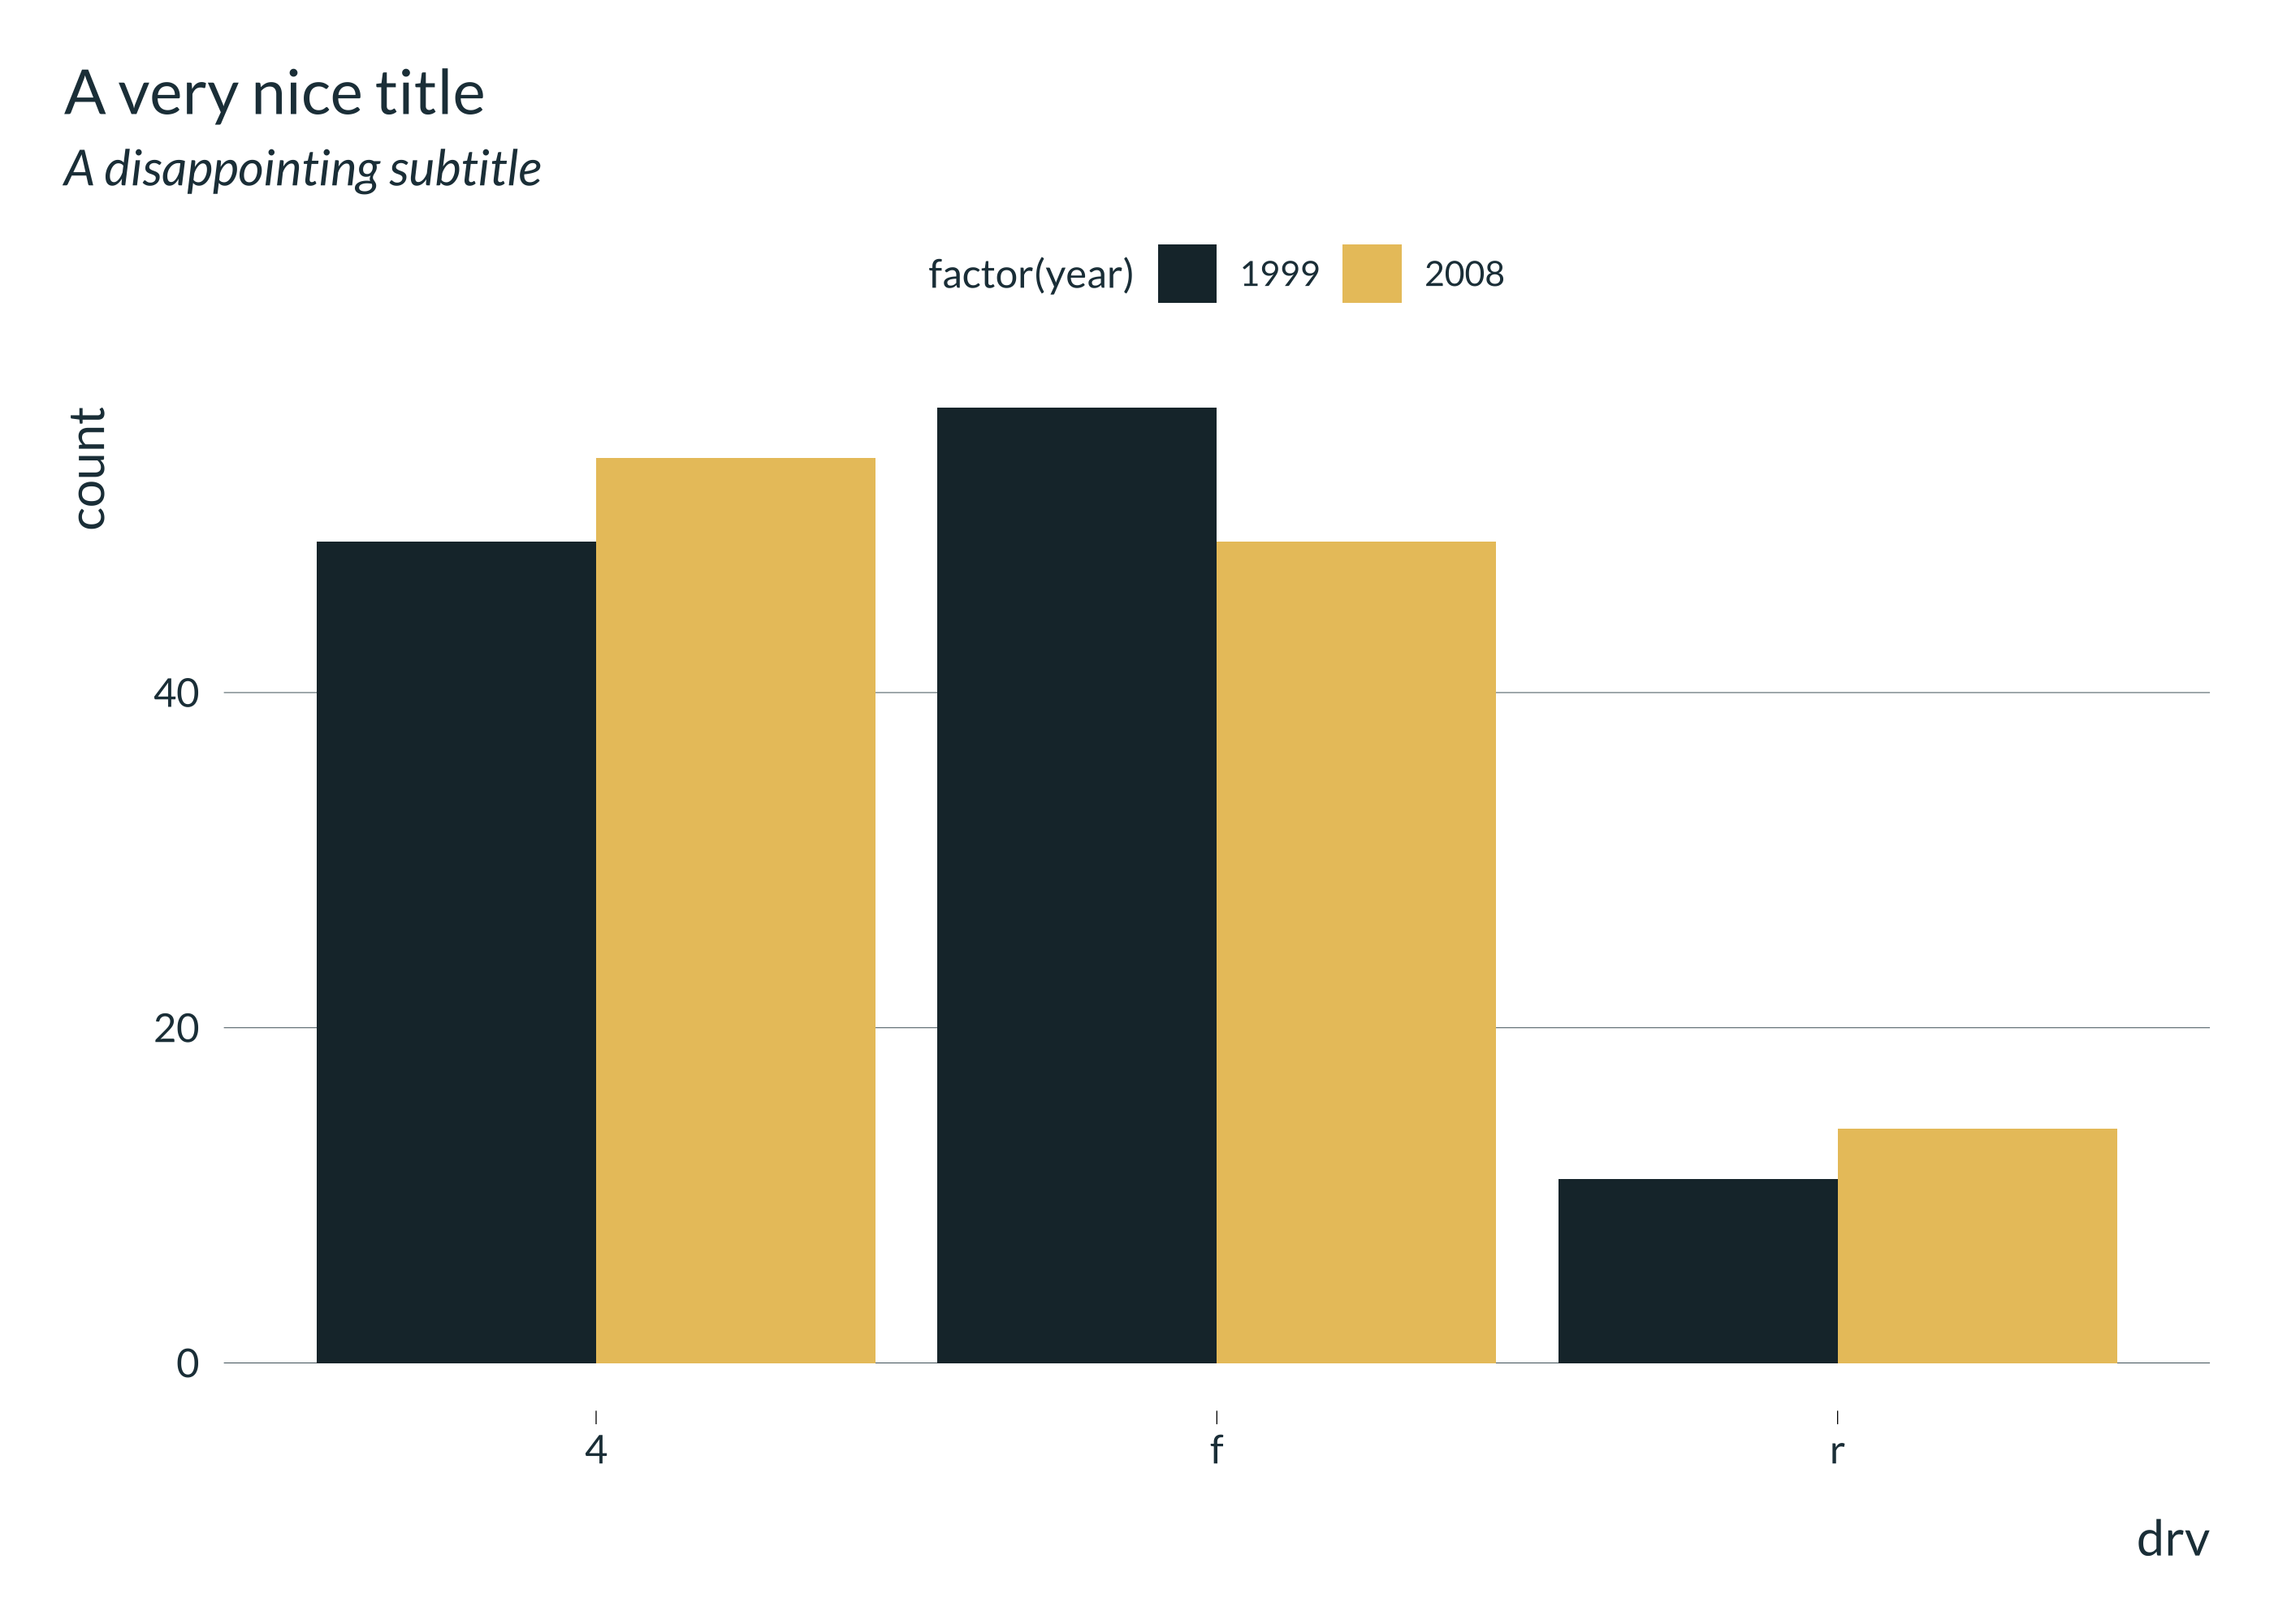 A very nice title
A disappointing subtitle
factor(year) 1999 2008
count
40
20
0
4 f r
drv